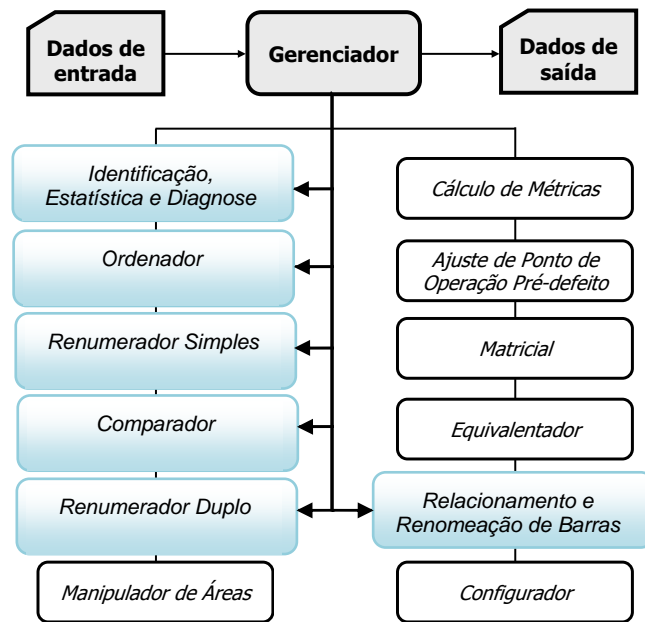 Dados de
entrada
Gerenciador
Dados de
saída
Identificação,
Estatística e Diagnose
Ordenador
Renumerador Simples
Comparador
Renumerador Duplo
Manipulador de Áreas
Cálculo de Métricas
Ajuste de Ponto de
Operação Pré-defeito
Matricial
Equivalentador
Relacionamento e
Renomeação de Barras
Configurador